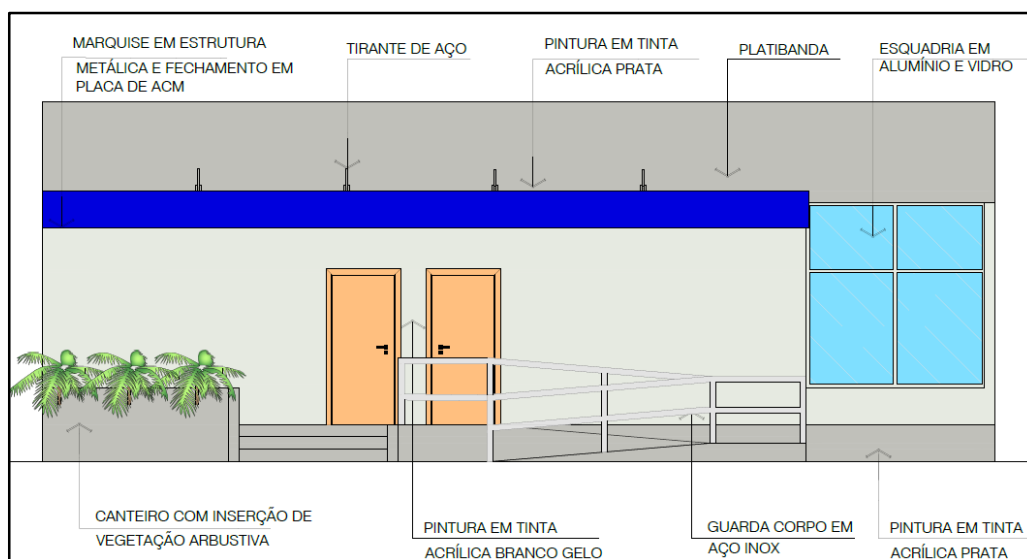 MARQUISE EM ESTRUTURA
METÁLICA E FECHAMENTO EM
PLACA DE ACM
TIRANTE DE AÇO
PINTURA EM TINTA
ACRÍLICA PRATA
PLATIBANDA
ESQUADRIA EM
ALUMÍNIO E VIDRO
CANTEIRO COM INSERÇÃO DE
VEGETAÇÃO ARBUSTIVA
PINTURA EM TINTA
ACRÍLICA BRANCO GELO
GUARDA CORPO EM
AÇO INOX
PINTURA EM TINTA
ACRÍLICA PRATA